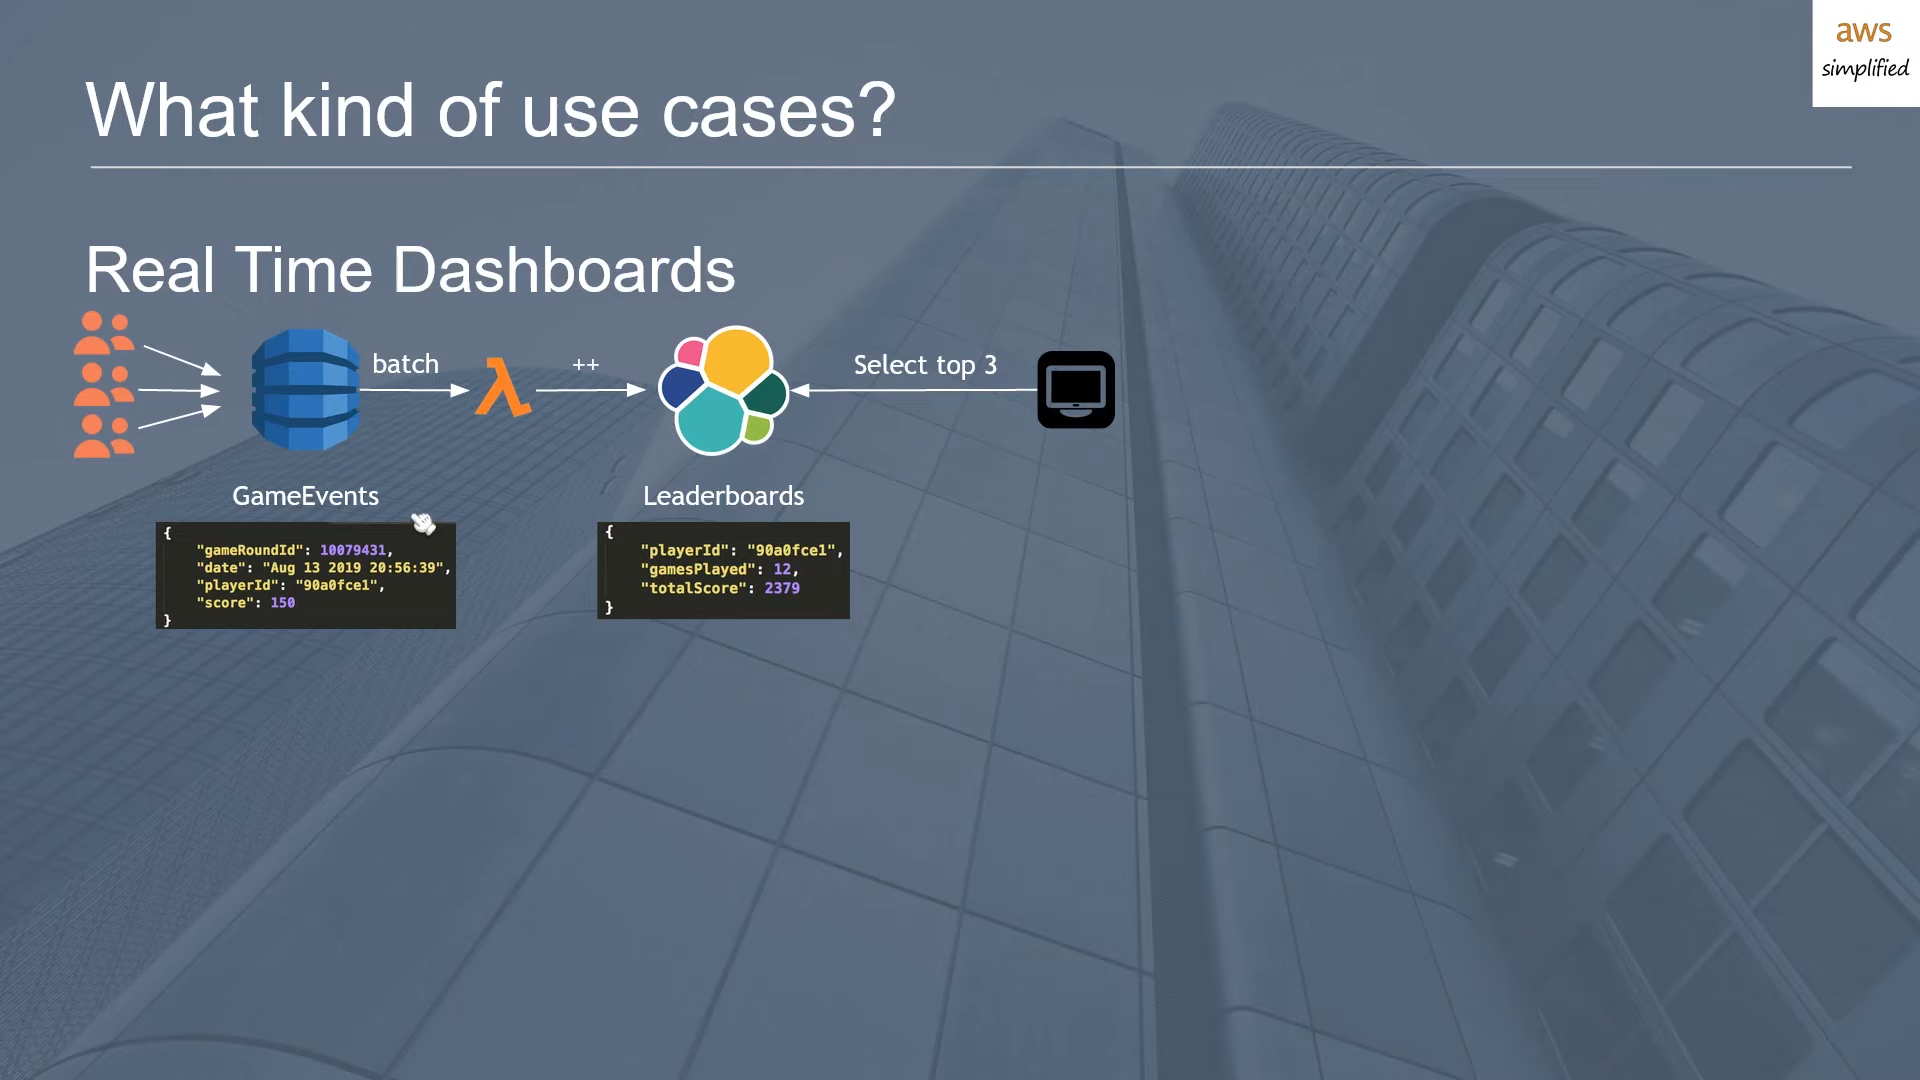 aws
simplified
What kind of use cases?
Real Time Dashboards
batch
++
Select top 3
GameEvents
Leaderboards
{
"gameRoundId": 10079431,
"date": "Aug 13 2019 20:56:39",
"playerId": "90a0fce1",
"score": 150
}
{
"playerId": "90a0fce1",
"gamesPlayed": 12,
"totalScore": 2379
}